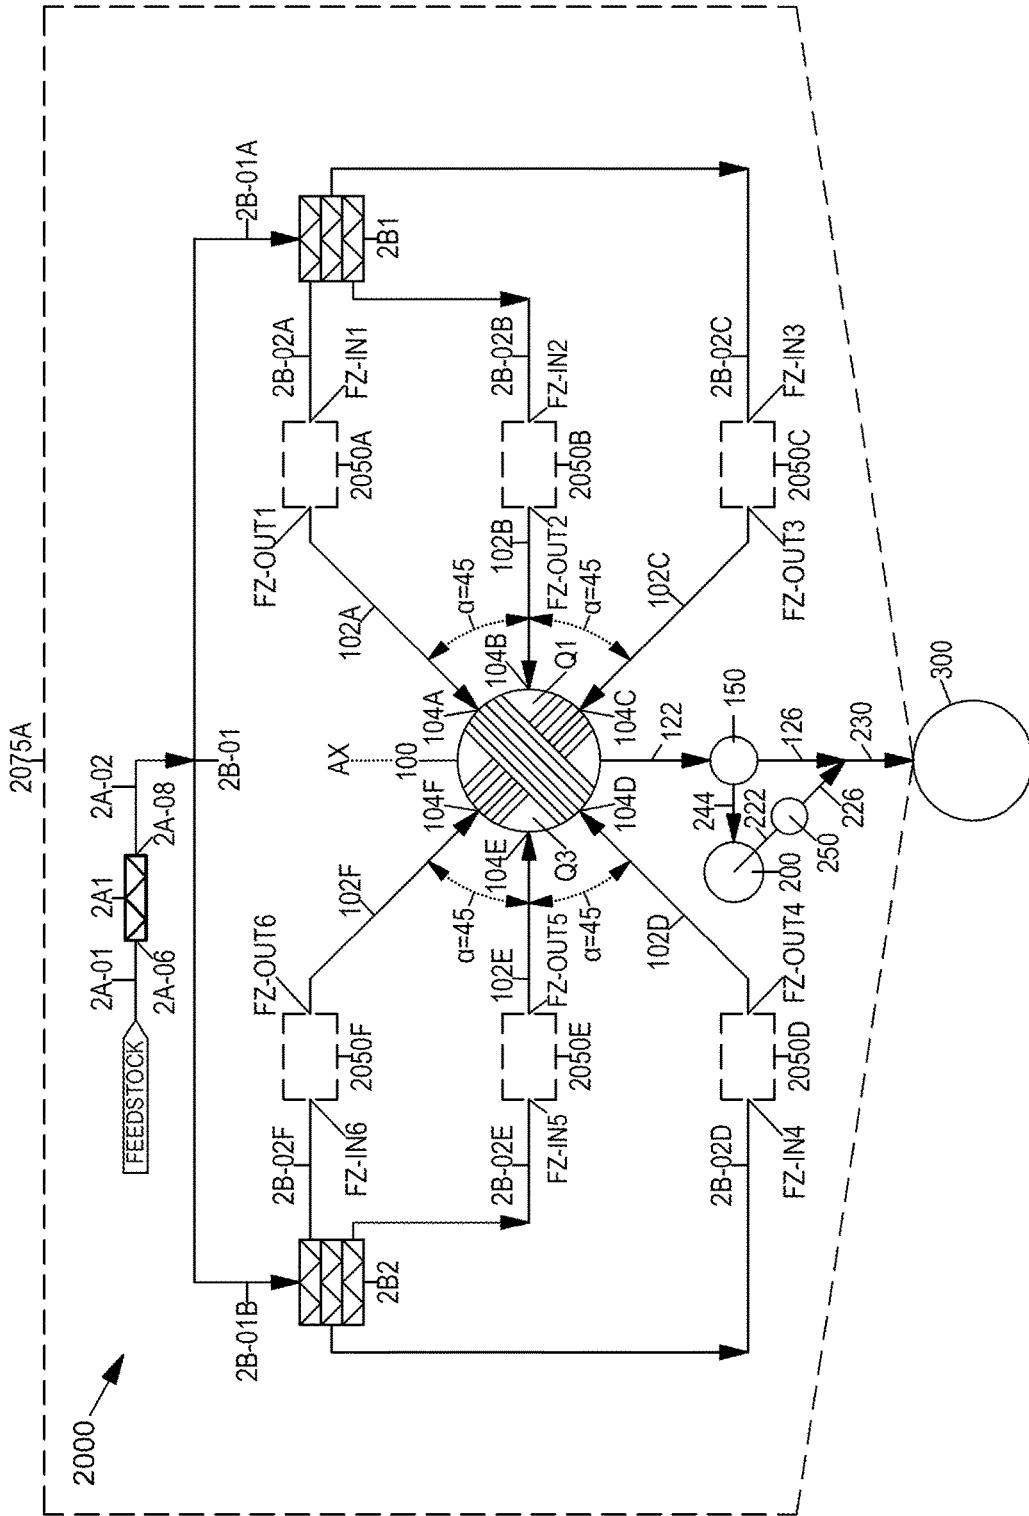 2075A
2000
FEEDSTOCK
2A-01
2A-06
2A1
2A-08
2A-02
2B-01
2B-01B
2B-01A
2B2
2B1
2B-02F
FZ-IN6
2050F
FZ-OUT6
102F
AX
100
104F
104A
102A
FZ-OUT1
2050A
FZ-IN1
2B-02A
2B-02E
FZ-IN5
2050E
FZ-OUT5
102E
α=45
α=45
104E
Q3
104B
Q1
α=45
α=45
102B
FZ-OUT2
2050B
FZ-IN2
2B-02B
2B-02D
FZ-IN4
2050D
FZ-OUT4
102D
104D
104C
102C
FZ-OUT3
2050C
FZ-IN3
2B-02C
122
150
244
222
200
250
126
226
230
300